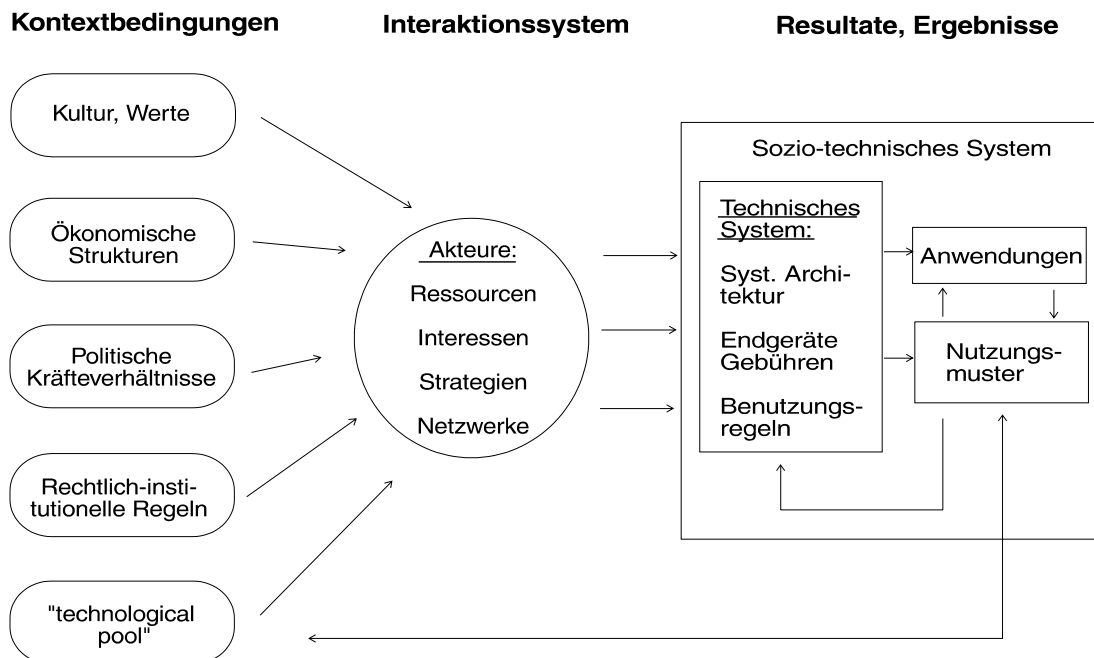 Kontextbedingungen
Interaktionssystem
Resultate, Ergebnisse
Kultur, Werte
Ökonomische
Strukturen
Politische
Kräfteverhältnisse
Rechtlich-insti-
tutionelle Regeln
"technological
pool"
Akteure:
Ressourcen
Interessen
Strategien
Netzwerke
Sozio-technisches System
Technisches
System:
Syst. Archi-
tektur
Endgeräte
Gebühren
Benutzungs-
regeln
Anwendungen
Nutzungs-
muster